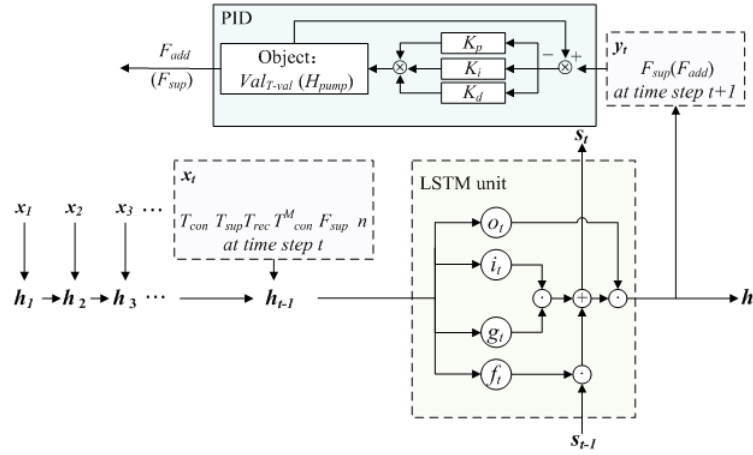 PID
F_add
(F_sup)
Object:
Val_T-val (H_pump)
K_p
K_i
K_d
− +
y_t
F_sup(F_add)
at time step t+1
s_t
x_t
T_con T_sup T_rec T^M_con F_sup n
at time step t
LSTM unit
x_1 x_2 x_3 ...
o_t
i_t
h_1 h_2 h_3 ... h_t-1
+
h
g_t
f_t
s_t-1